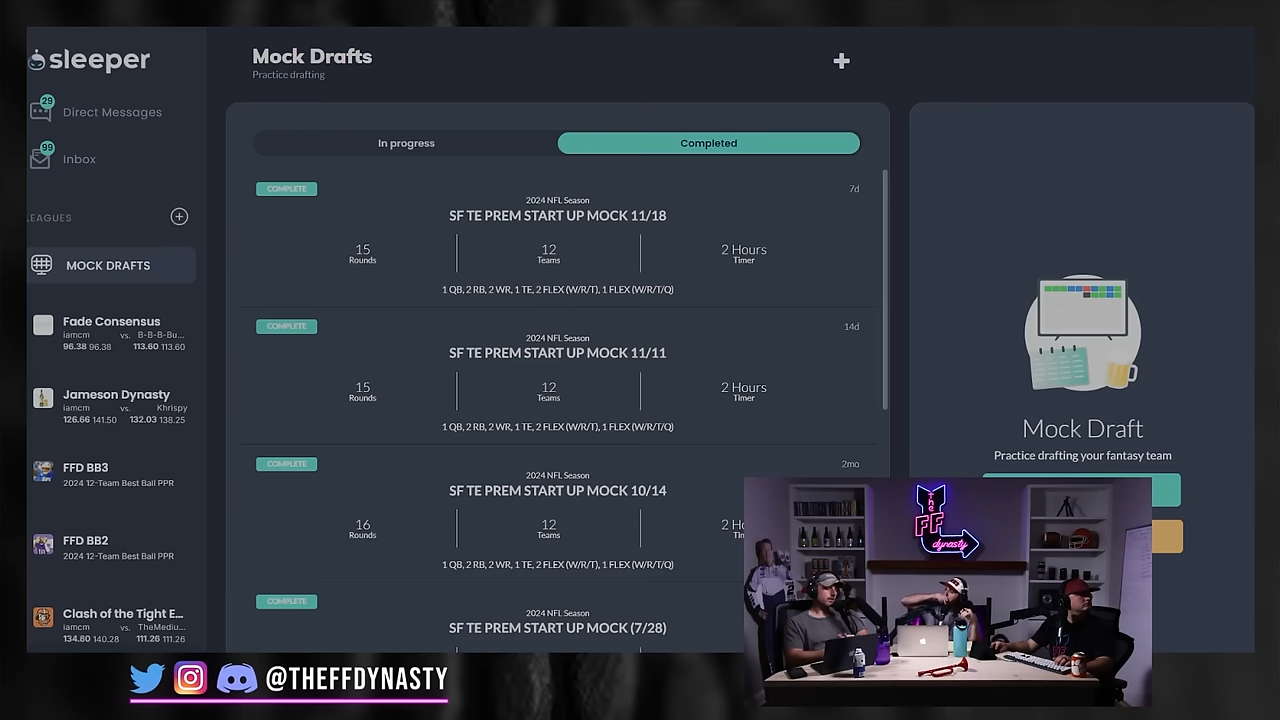 sleeper
29
Direct Messages
99
Inbox
LEAGUES
MOCK DRAFTS
Fade Consensus
iamcm vs. B-B-B-Bu...
96.38 96.38 113.60 113.60
Jameson Dynasty
iamcm vs. Khrispy
126.66 141.50 132.03 138.25
FFD BB3
2024 12-Team Best Ball PPR
FFD BB2
2024 12-Team Best Ball PPR
Clash of the Tight E...
iamcm vs. TheMediu...
134.80 140.28 111.26 111.26
Mock Drafts
Practice drafting
In progress
Completed
COMPLETE
7d
2024 NFL Season
SF TE PREM START UP MOCK 11/18
15 12 2 Hours
Rounds Teams Timer
1 QB, 2 RB, 2 WR, 1 TE, 2 FLEX (W/R/T), 1 FLEX (W/R/T/Q)
COMPLETE
14d
2024 NFL Season
SF TE PREM START UP MOCK 11/11
15 12 2 Hours
Rounds Teams Timer
1 QB, 2 RB, 2 WR, 1 TE, 2 FLEX (W/R/T), 1 FLEX (W/R/T/Q)
COMPLETE
2mo
2024 NFL Season
SF TE PREM START UP MOCK 10/14
16 12 2 Ho
Rounds Teams
1 QB, 2 RB, 2 WR, 1 TE, 2 FLEX (W/R/T), 1 FLEX (W/R/T/Q)
COMPLETE
2024 NFL Season
SF TE PREM START UP MOCK (7/28)
Mock Draft
Practice drafting your fantasy team
The
FF
dynasty
@THEFFDYNASTY